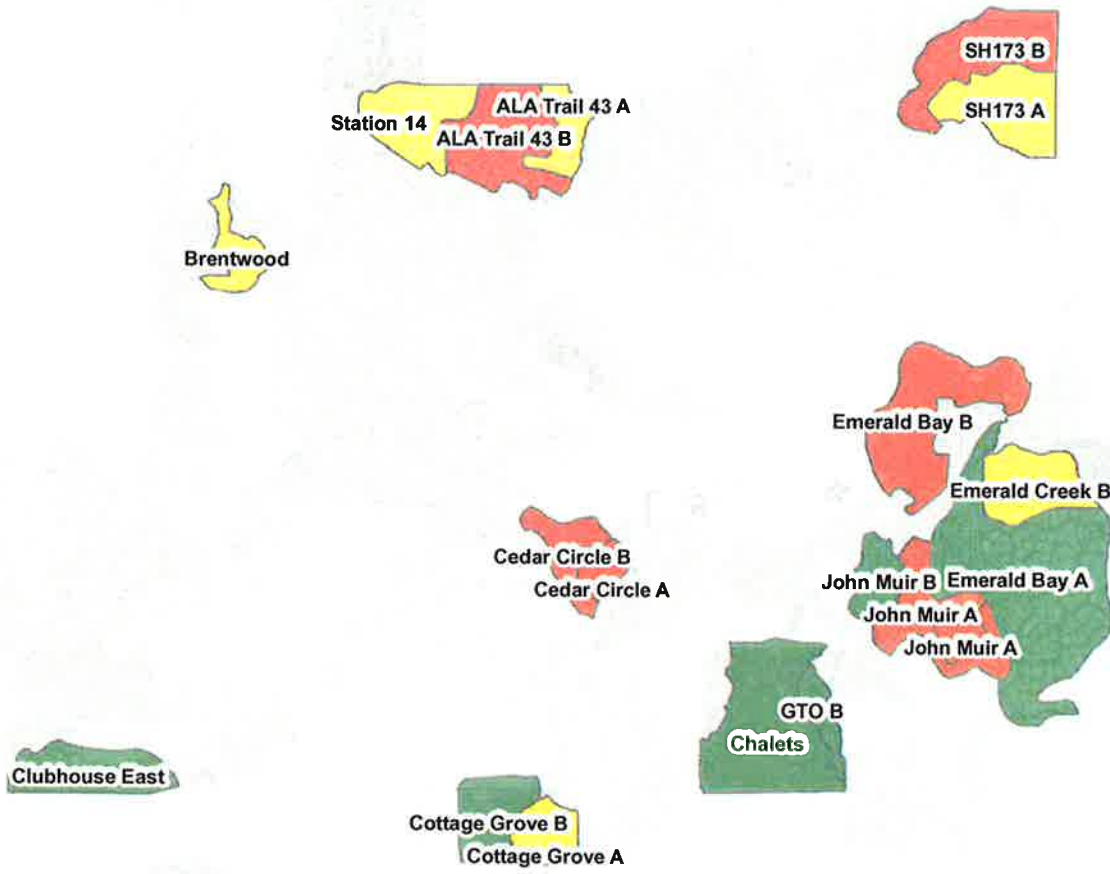 SH173 B
ALA Trail 43 A
SH173 A
Station 14
ALA Trail 43 B
Brentwood
Emerald Bay B
Emerald Creek B
Cedar Circle B
John Muir B
Emerald Bay A
Cedar Circle A
John Muir A
John Muir A
GTO B
Chalets
Clubhouse East
Cottage Grove B
Cottage Grove A